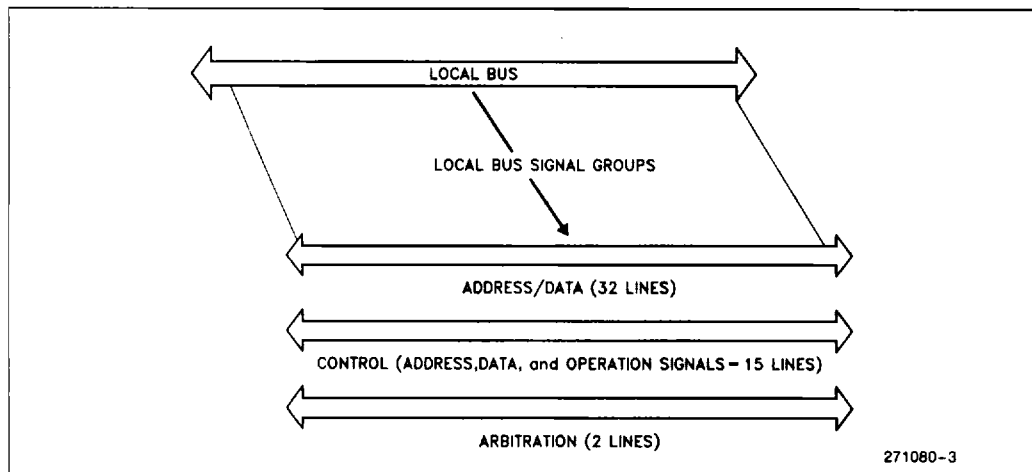 LOCAL BUS
LOCAL BUS SIGNAL GROUPS
ADDRESS/DATA (32 LINES)
CONTROL (ADDRESS,DATA, and OPERATION SIGNALS-15 LINES)
ARBITRATION (2 LINES)
271080-3